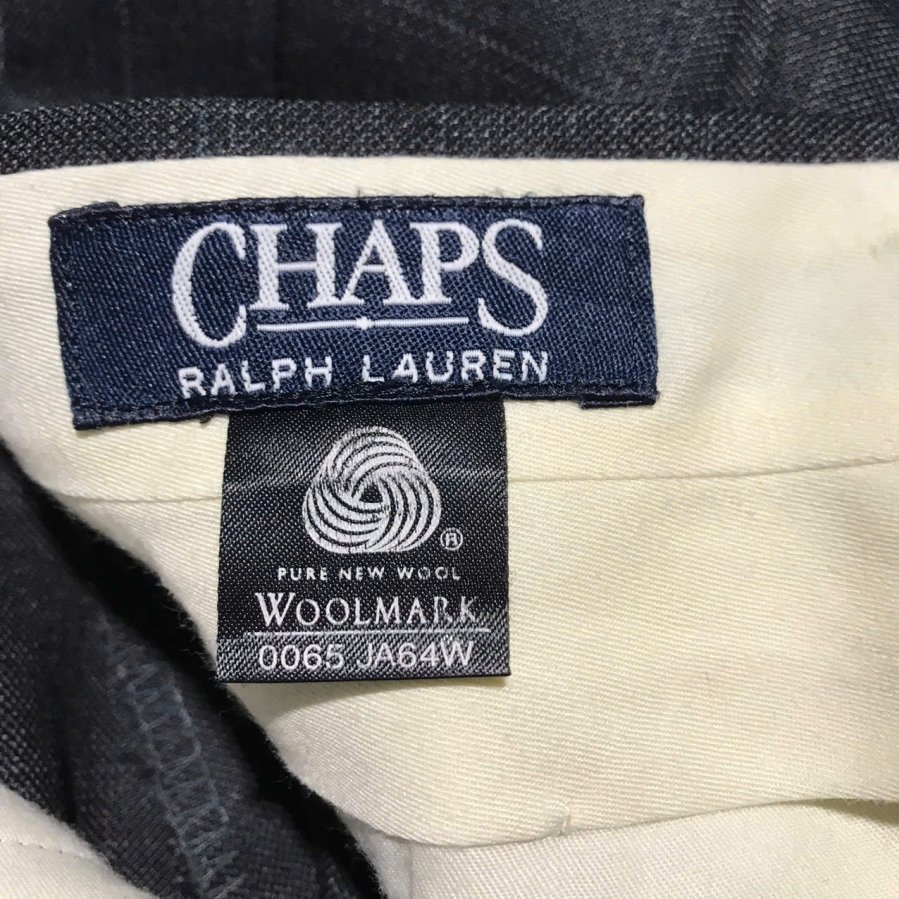 CHAPS
RALPH LAUREN
®
PURE NEW WOOL
WOOLMARK
0065 JA64W